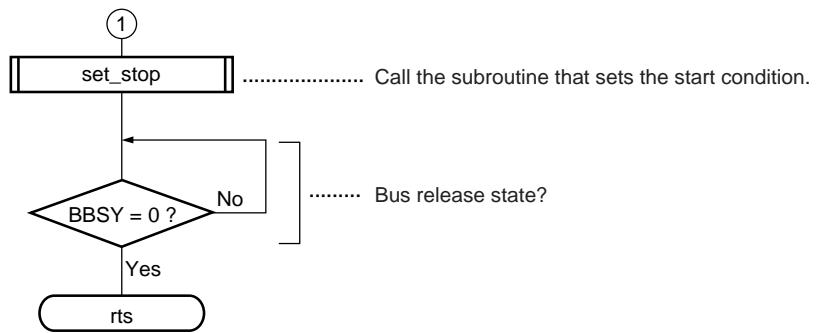 1
set_stop
Call the subroutine that sets the start condition.
No
BBSY = 0 ?
Bus release state?
Yes
rts